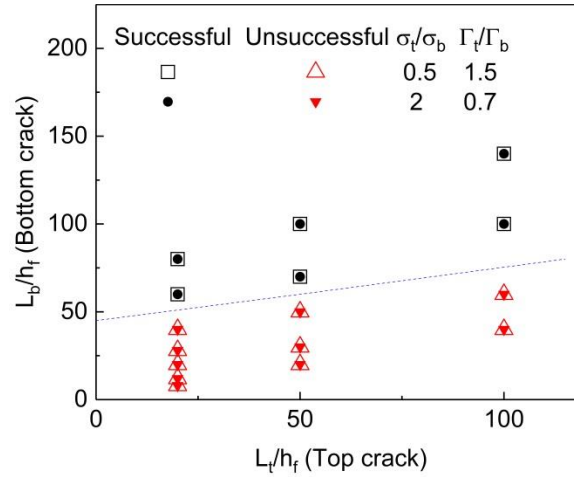 Successful Unsuccessful σt/σb Γt/Γb
0.5 1.5
2 0.7
200
150
100
50
0
0 50 100
Lb/hf (Bottom crack)
Lt/hf (Top crack)